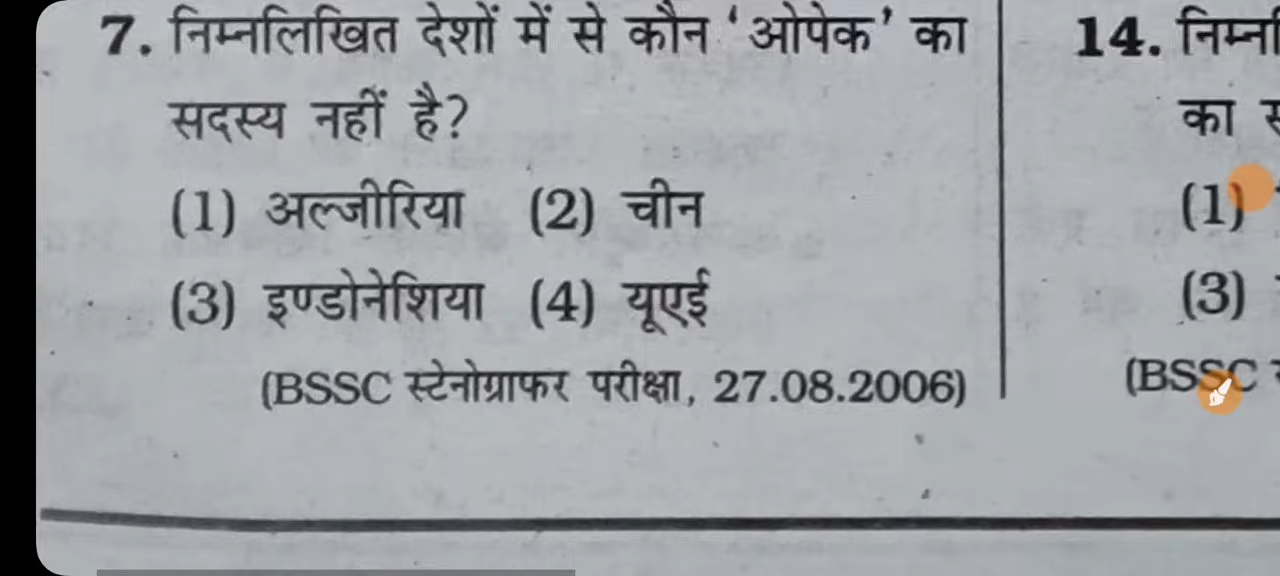 7. निम्नलिखित देशों में से कौन ‘ओपेक’ का
सदस्य नहीं है?
(1) अल्जीरिया (2) चीन
(3) इण्डोनेशिया (4) यूएई
(BSSC स्टेनोग्राफर परीक्षा, 27.08.2006)
14.
का
(1)
(3)
(BSSC